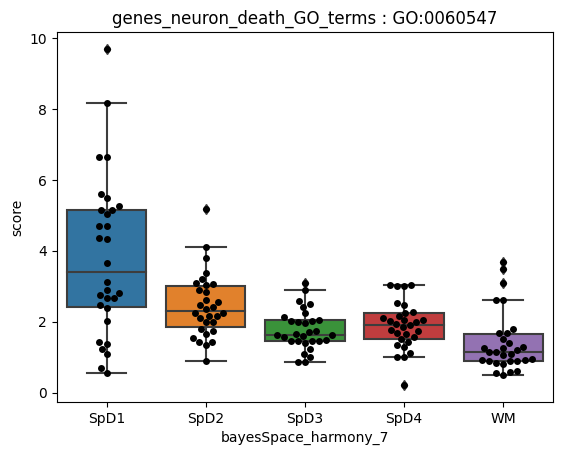 genes_neuron_death_GO_terms : GO:0060547
10
8
6
4
2
0
score
SpD1 SpD2 SpD3 SpD4 WM
bayesSpace_harmony_7